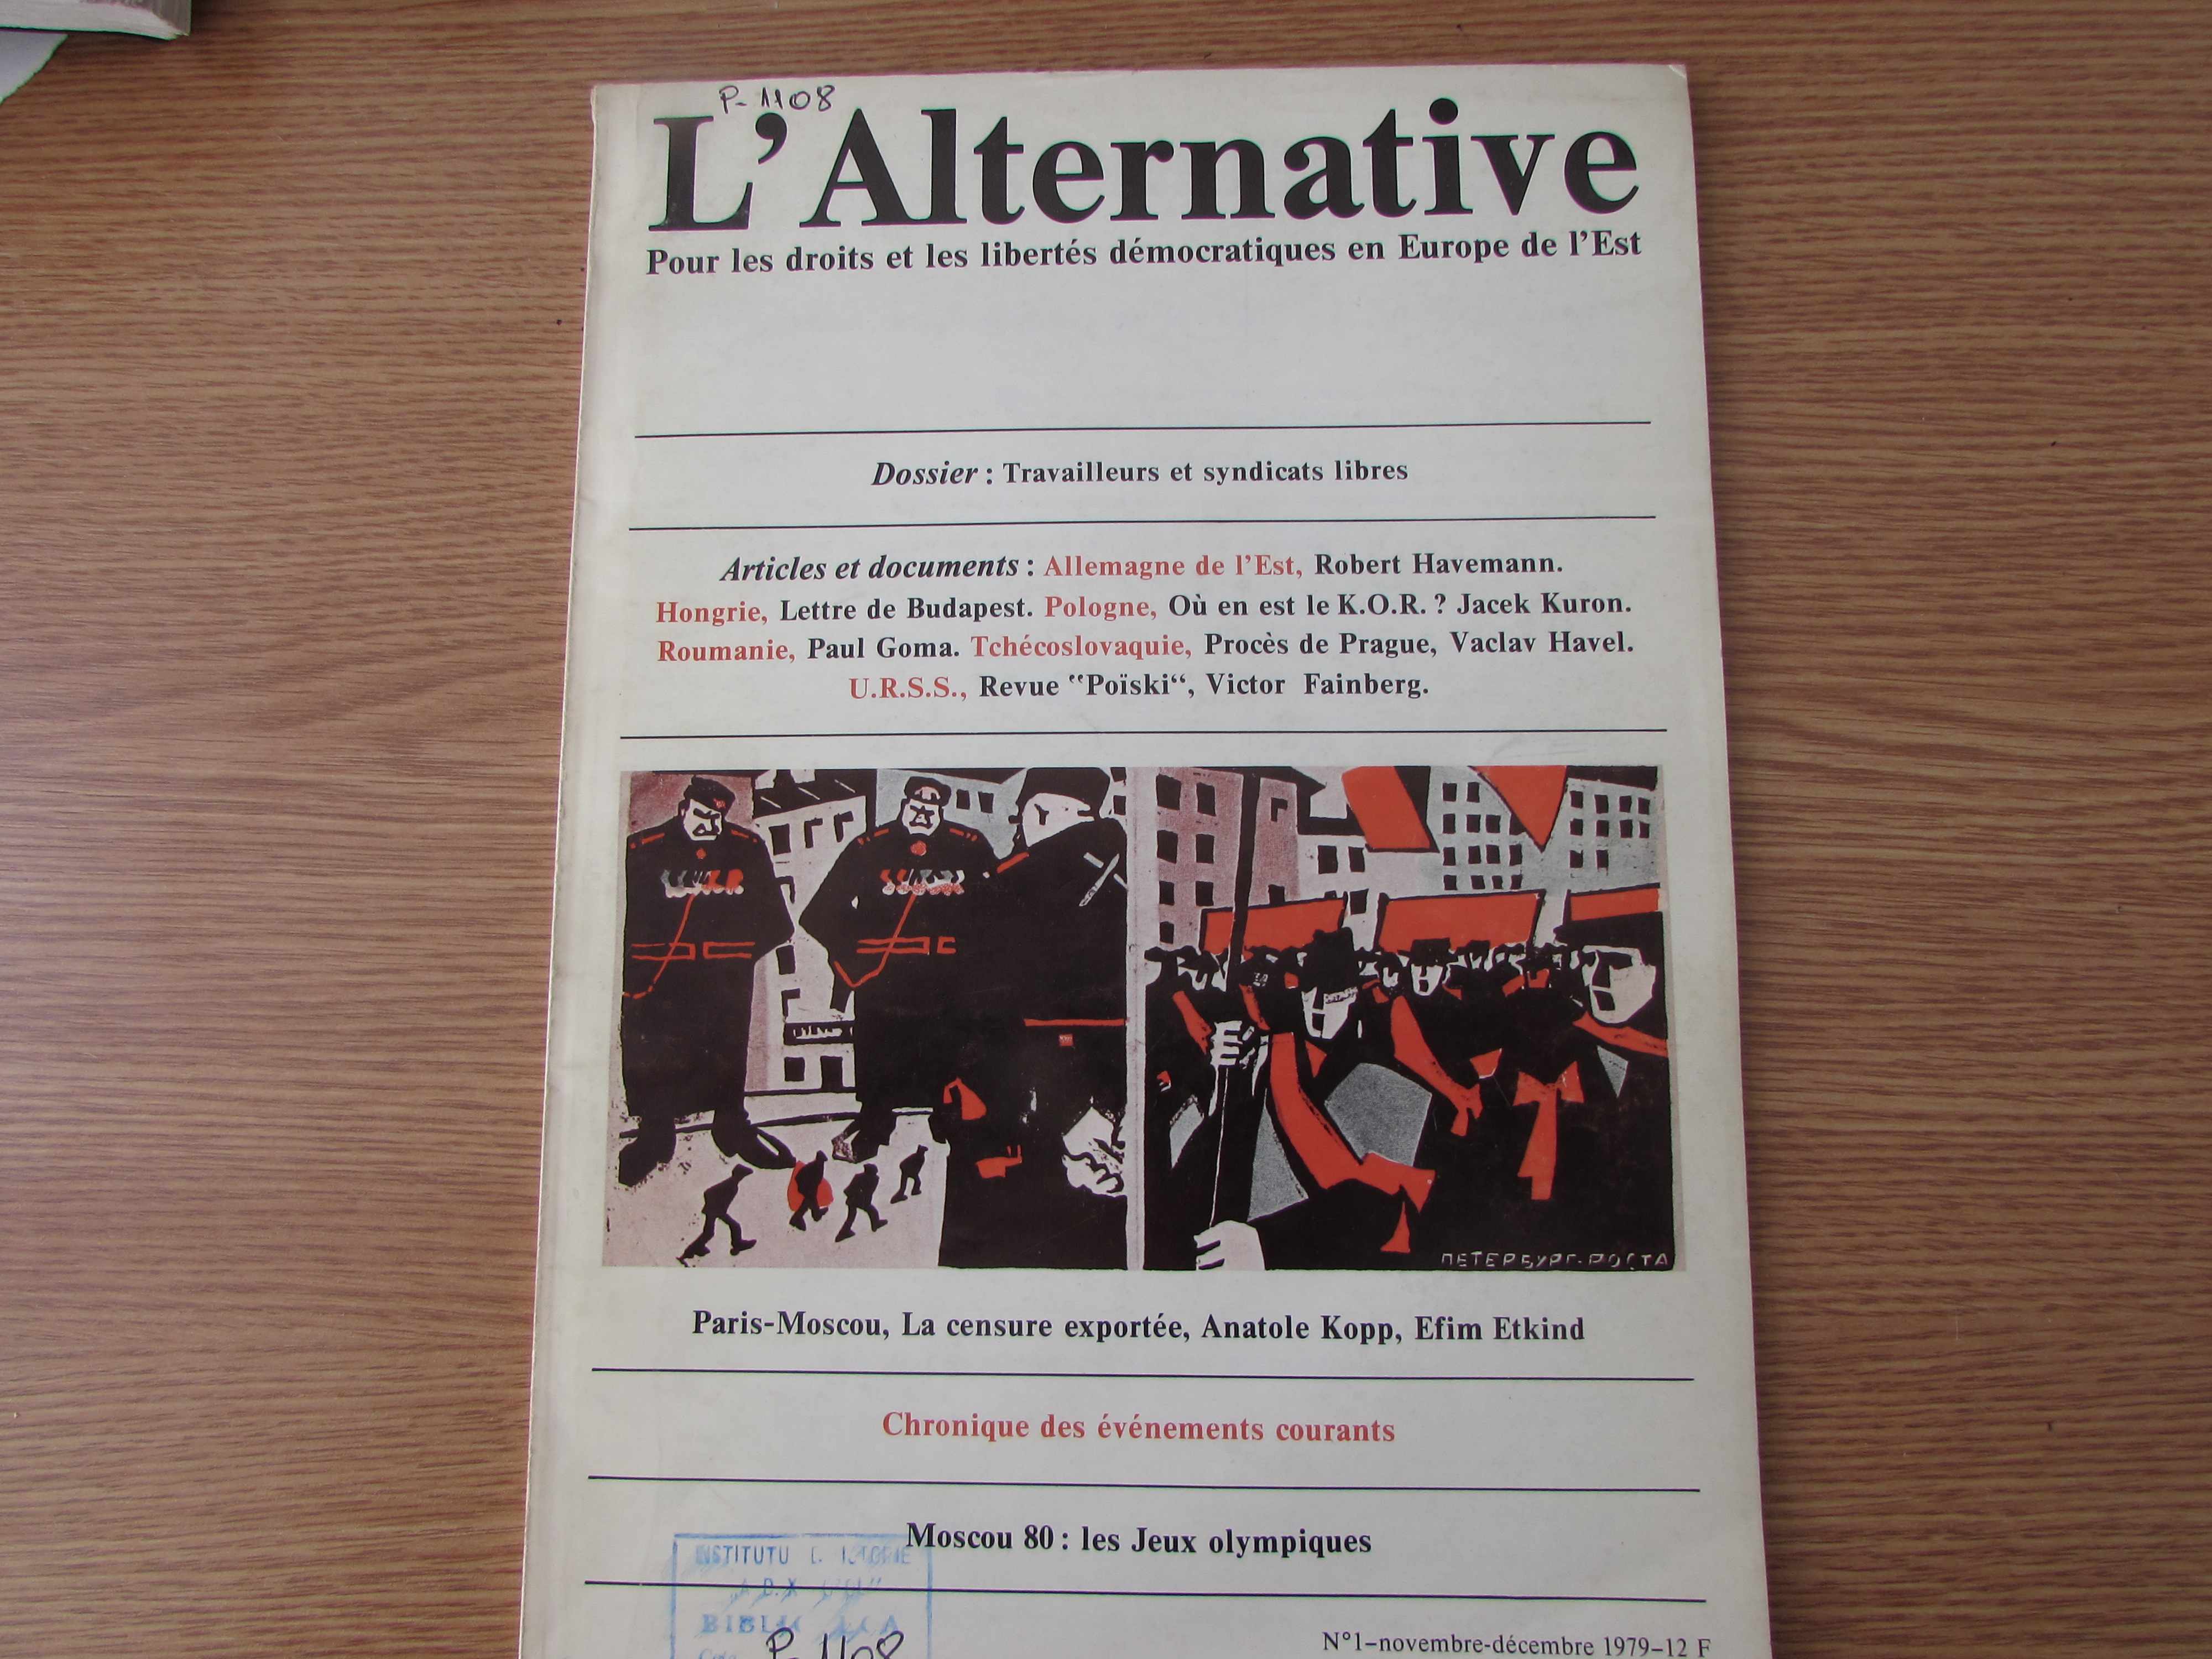 P-1108
L'Alternative
Pour les droits et les libertés démocratiques en Europe de l'Est
Dossier : Travailleurs et syndicats libres
Articles et documents : Allemagne de l'Est, Robert Havemann.
Hongrie, Lettre de Budapest. Pologne, Où en est le K.O.R. ? Jacek Kuron.
Roumanie, Paul Goma. Tchécoslovaquie, Procès de Prague, Vaclav Havel.
U.R.S.S., Revue "Poïski“, Victor Fainberg.
ПЕТЕРБУРГ-РОСТА
Paris-Moscou, La censure exportée, Anatole Kopp, Efim Etkind
Chronique des événements courants
Moscou 80 : les Jeux olympiques
INSTITUTU
P-1108
N°1–novembre-décembre 1979–12 F